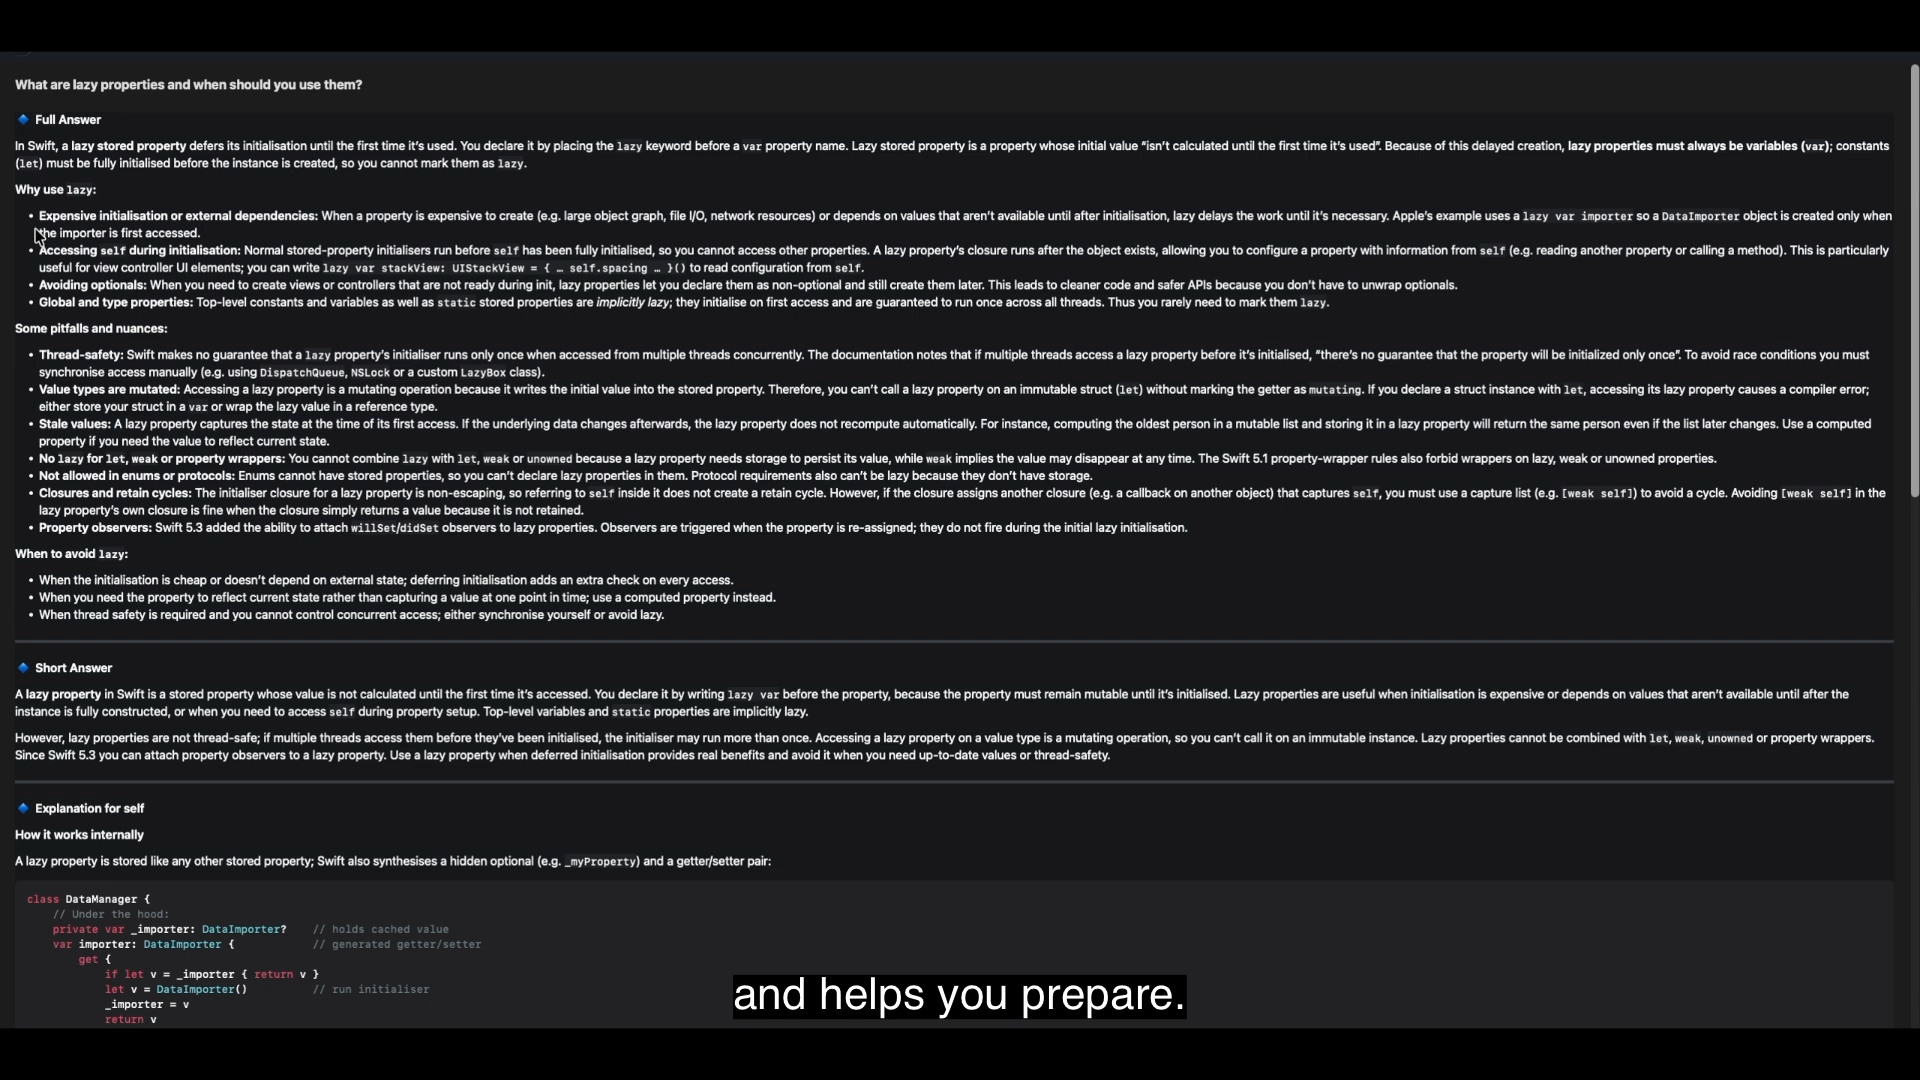 What are lazy properties and when should you use them?
🔹 Full Answer
In Swift, a lazy stored property defers its initialisation until the first time it's used. You declare it by placing the lazy keyword before a var property name. Lazy stored property is a property whose initial value "isn't calculated until the first time it's used". Because of this delayed creation, lazy properties must always be variables (var); constants
(let) must be fully initialised before the instance is created, so you cannot mark them as lazy.
Why use lazy:
• Expensive initialisation or external dependencies: When a property is expensive to create (e.g. large object graph, file I/O, network resources) or depends on values that aren't available until after initialisation, lazy delays the work until it's necessary. Apple's example uses a lazy var importer so a DataImporter object is created only when
the importer is first accessed.
• Accessing self during initialisation: Normal stored-property initialisers run before self has been fully initialised, so you cannot access other properties. A lazy property's closure runs after the object exists, allowing you to configure a property with information from self (e.g. reading another property or calling a method). This is particularly
useful for view controller UI elements; you can write lazy var stackView: UIStackView = { … self.spacing … }() to read configuration from self.
• Avoiding optionals: When you need to create views or controllers that are not ready during init, lazy properties let you declare them as non-optional and still create them later. This leads to cleaner code and safer APIs because you don't have to unwrap optionals.
• Global and type properties: Top-level constants and variables as well as static stored properties are implicitly lazy; they initialise on first access and are guaranteed to run once across all threads. Thus you rarely need to mark them lazy.
Some pitfalls and nuances:
• Thread-safety: Swift makes no guarantee that a lazy property's initialiser runs only once when accessed from multiple threads concurrently. The documentation notes that if multiple threads access a lazy property before it's initialised, "there's no guarantee that the property will be initialized only once". To avoid race conditions you must
synchronise access manually (e.g. using DispatchQueue, NSLock or a custom LazyBox class).
• Value types are mutated: Accessing a lazy property is a mutating operation because it writes the initial value into the stored property. Therefore, you can't call a lazy property on an immutable struct (let) without marking the getter as mutating. If you declare a struct instance with let, accessing its lazy property causes a compiler error;
either store your struct in a var or wrap the lazy value in a reference type.
• Stale values: A lazy property captures the state at the time of its first access. If the underlying data changes afterwards, the lazy property does not recompute automatically. For instance, computing the oldest person in a mutable list and storing it in a lazy property will return the same person even if the list later changes. Use a computed
property if you need the value to reflect current state.
• No lazy for let, weak or property wrappers: You cannot combine lazy with let, weak or unowned because a lazy property needs storage to persist its value, while weak implies the value may disappear at any time. The Swift 5.1 property-wrapper rules also forbid wrappers on lazy, weak or unowned properties.
• Not allowed in enums or protocols: Enums cannot have stored properties, so you can't declare lazy properties in them. Protocol requirements also can't be lazy because they don't have storage.
• Closures and retain cycles: The initialiser closure for a lazy property is non-escaping, so referring to self inside it does not create a retain cycle. However, if the closure assigns another closure (e.g. a callback on another object) that captures self, you must use a capture list (e.g. [weak self]) to avoid a cycle. Avoiding [weak self] in the
lazy property's own closure is fine when the closure simply returns a value because it is not retained.
• Property observers: Swift 5.3 added the ability to attach willSet/didSet observers to lazy properties. Observers are triggered when the property is re-assigned; they do not fire during the initial lazy initialisation.
When to avoid lazy:
• When the initialisation is cheap or doesn't depend on external state; deferring initialisation adds an extra check on every access.
• When you need the property to reflect current state rather than capturing a value at one point in time; use a computed property instead.
• When thread safety is required and you cannot control concurrent access; either synchronise yourself or avoid lazy.
🔹 Short Answer
A lazy property in Swift is a stored property whose value is not calculated until the first time it's accessed. You declare it by writing lazy var before the property, because the property must remain mutable until it's initialised. Lazy properties are useful when initialisation is expensive or depends on values that aren't available until after the
instance is fully constructed, or when you need to access self during property setup. Top-level variables and static properties are implicitly lazy.
However, lazy properties are not thread-safe; if multiple threads access them before they've been initialised, the initialiser may run more than once. Accessing a lazy property on a value type is a mutating operation, so you can't call it on an immutable instance. Lazy properties cannot be combined with let, weak, unowned or property wrappers.
Since Swift 5.3 you can attach property observers to a lazy property. Use a lazy property when deferred initialisation provides real benefits and avoid it when you need up-to-date values or thread-safety.
🔹 Explanation for self
How it works internally
A lazy property is stored like any other stored property; Swift also synthesises a hidden optional (e.g. _myProperty) and a getter/setter pair:
class DataManager {
// Under the hood:
private var _importer: DataImporter? // holds cached value
var importer: DataImporter { // generated getter/setter
get {
if let v = _importer { return v }
let v = DataImporter() // run initialiser
_importer = v
return v
and helps you prepare.